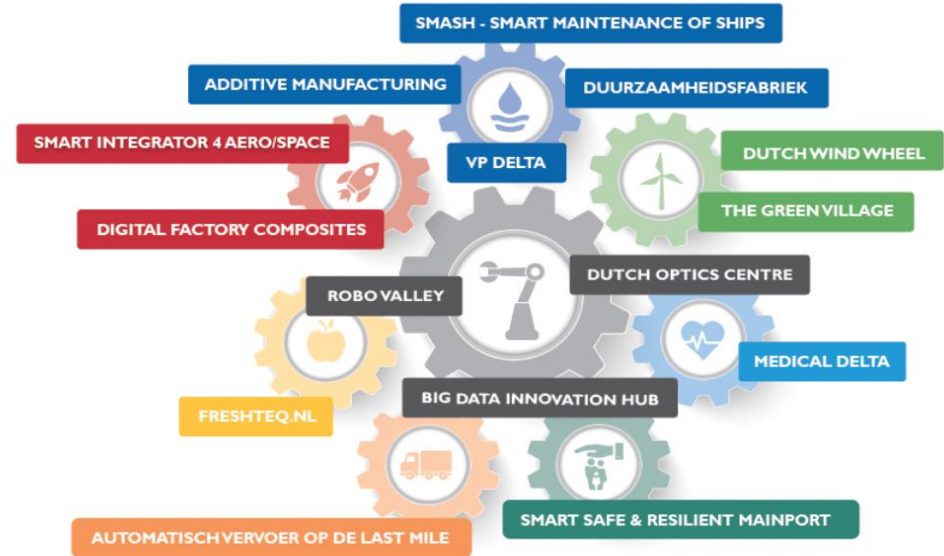 SMASH - SMART MAINTENANCE OF SHIPS
ADDITIVE MANUFACTURING
DUURZAAMHEIDSFABRIEK
SMART INTEGRATOR 4 AERO/SPACE
VP DELTA
DUTCH WIND WHEEL
THE GREEN VILLAGE
DIGITAL FACTORY COMPOSITES
DUTCH OPTICS CENTRE
ROBO VALLEY
MEDICAL DELTA
BIG DATA INNOVATION HUB
FRESHTEQ.NL
SMART SAFE & RESILIENT MAINPORT
AUTOMATISCH VERVOER OP DE LAST MILE